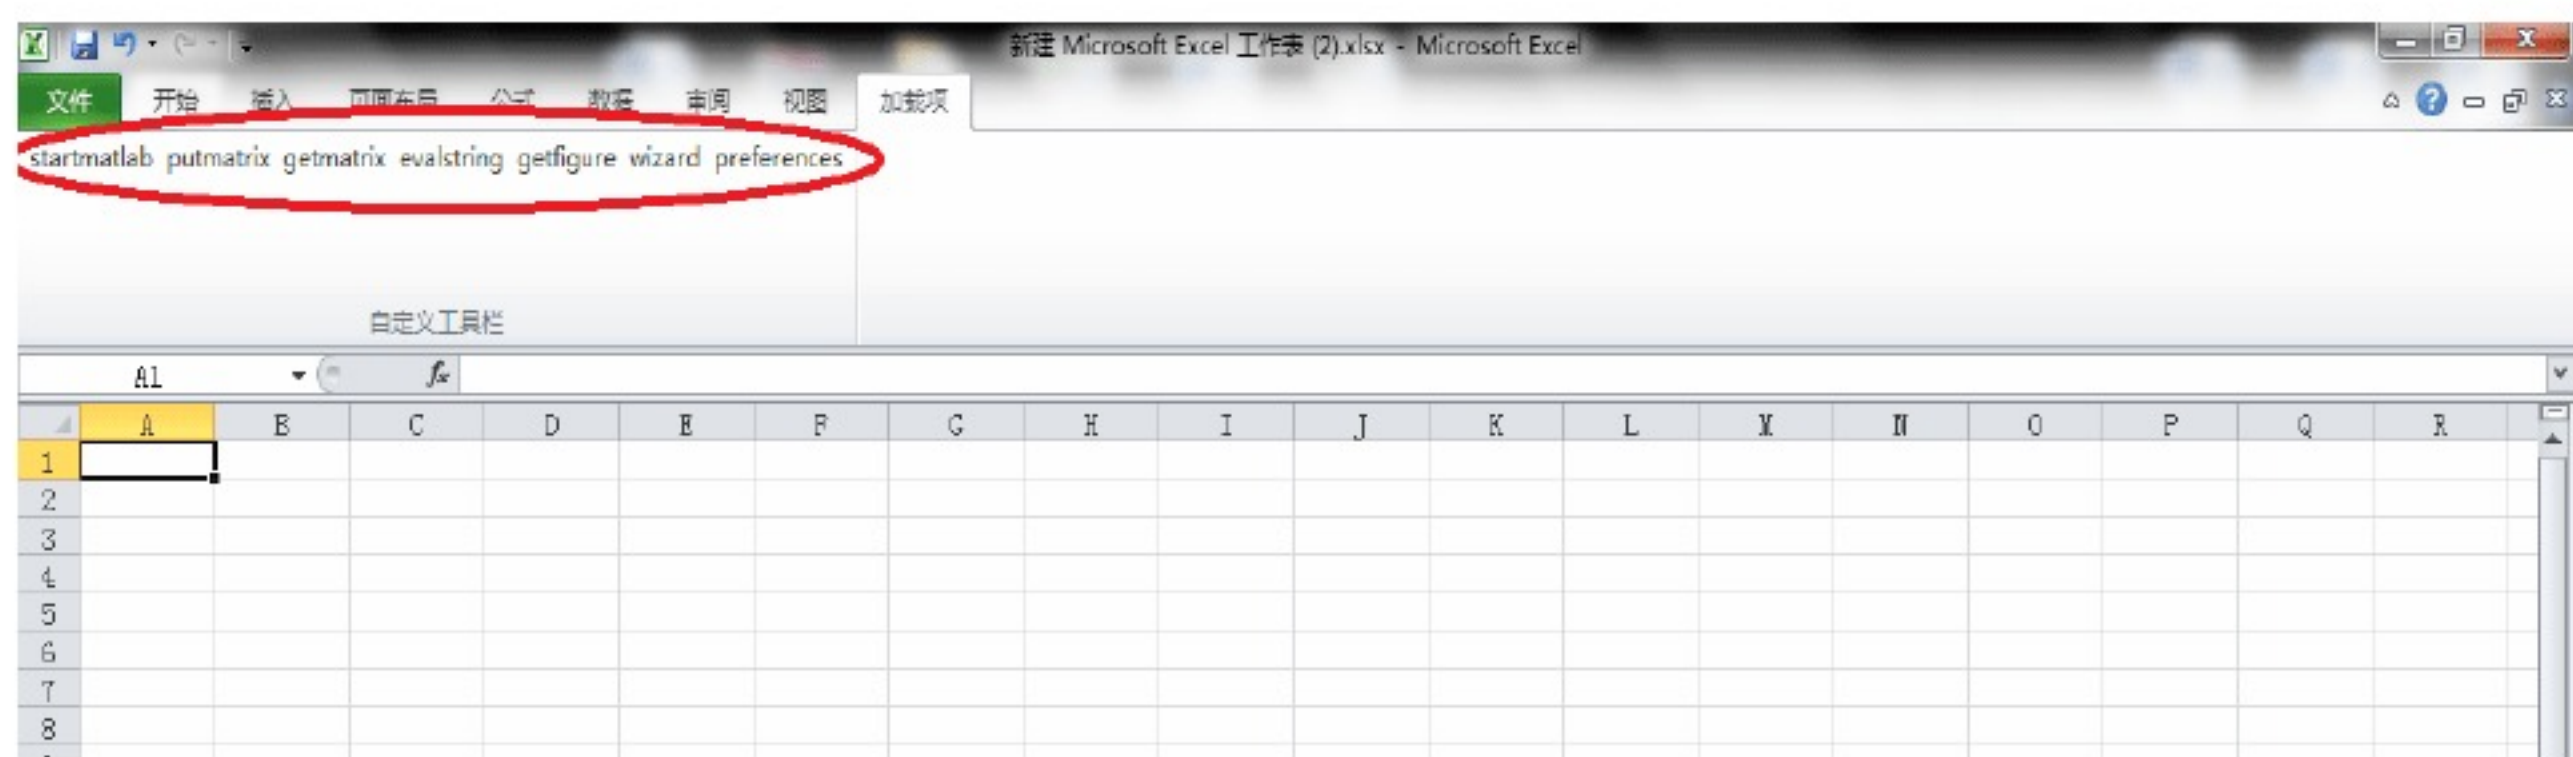 新建 Microsoft Excel 工作表 (2).xlsx - Microsoft Excel
文件 开始 插入 页面布局 公式 数据 审阅 视图 加载项
startmatlab putmatrix getmatrix evalstring getfigure wizard preferences
自定义工具栏
A1 fx
A B C D E F G H I J K L M N O P Q R
1
2
3
4
5
6
7
8